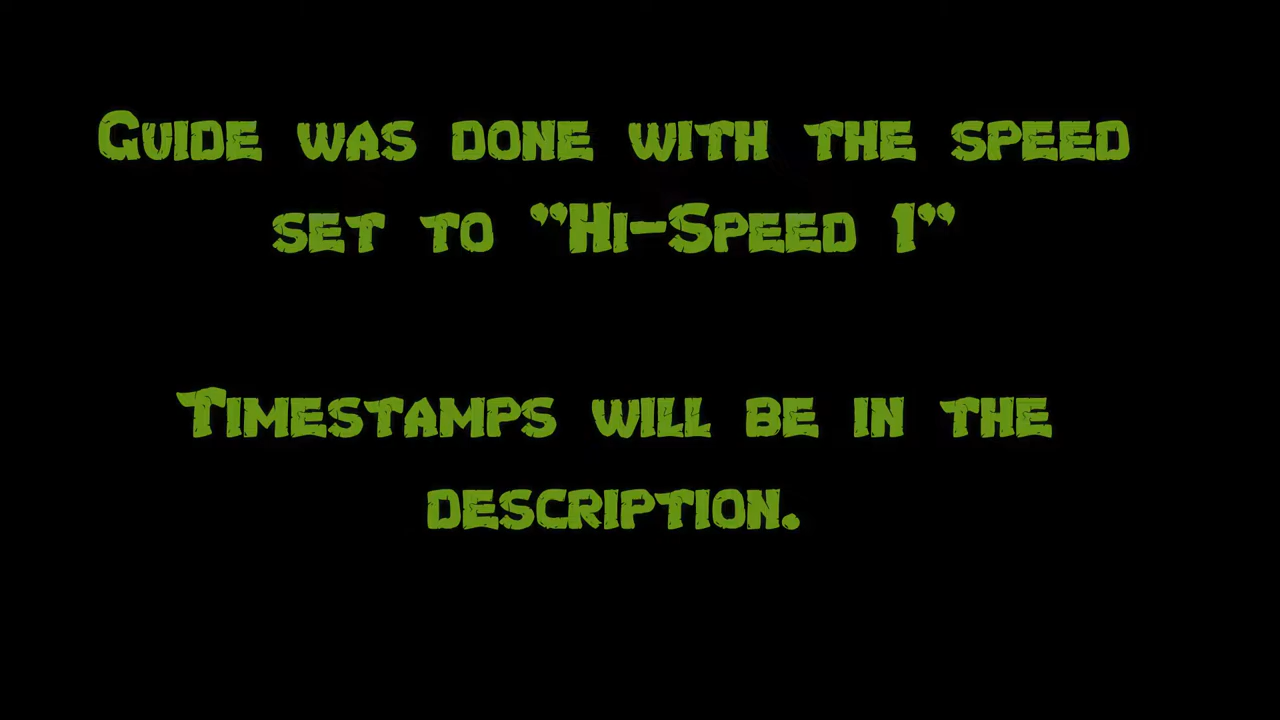 Guide was done with the speed
set to "Hi-Speed 1"
Timestamps will be in the
description.